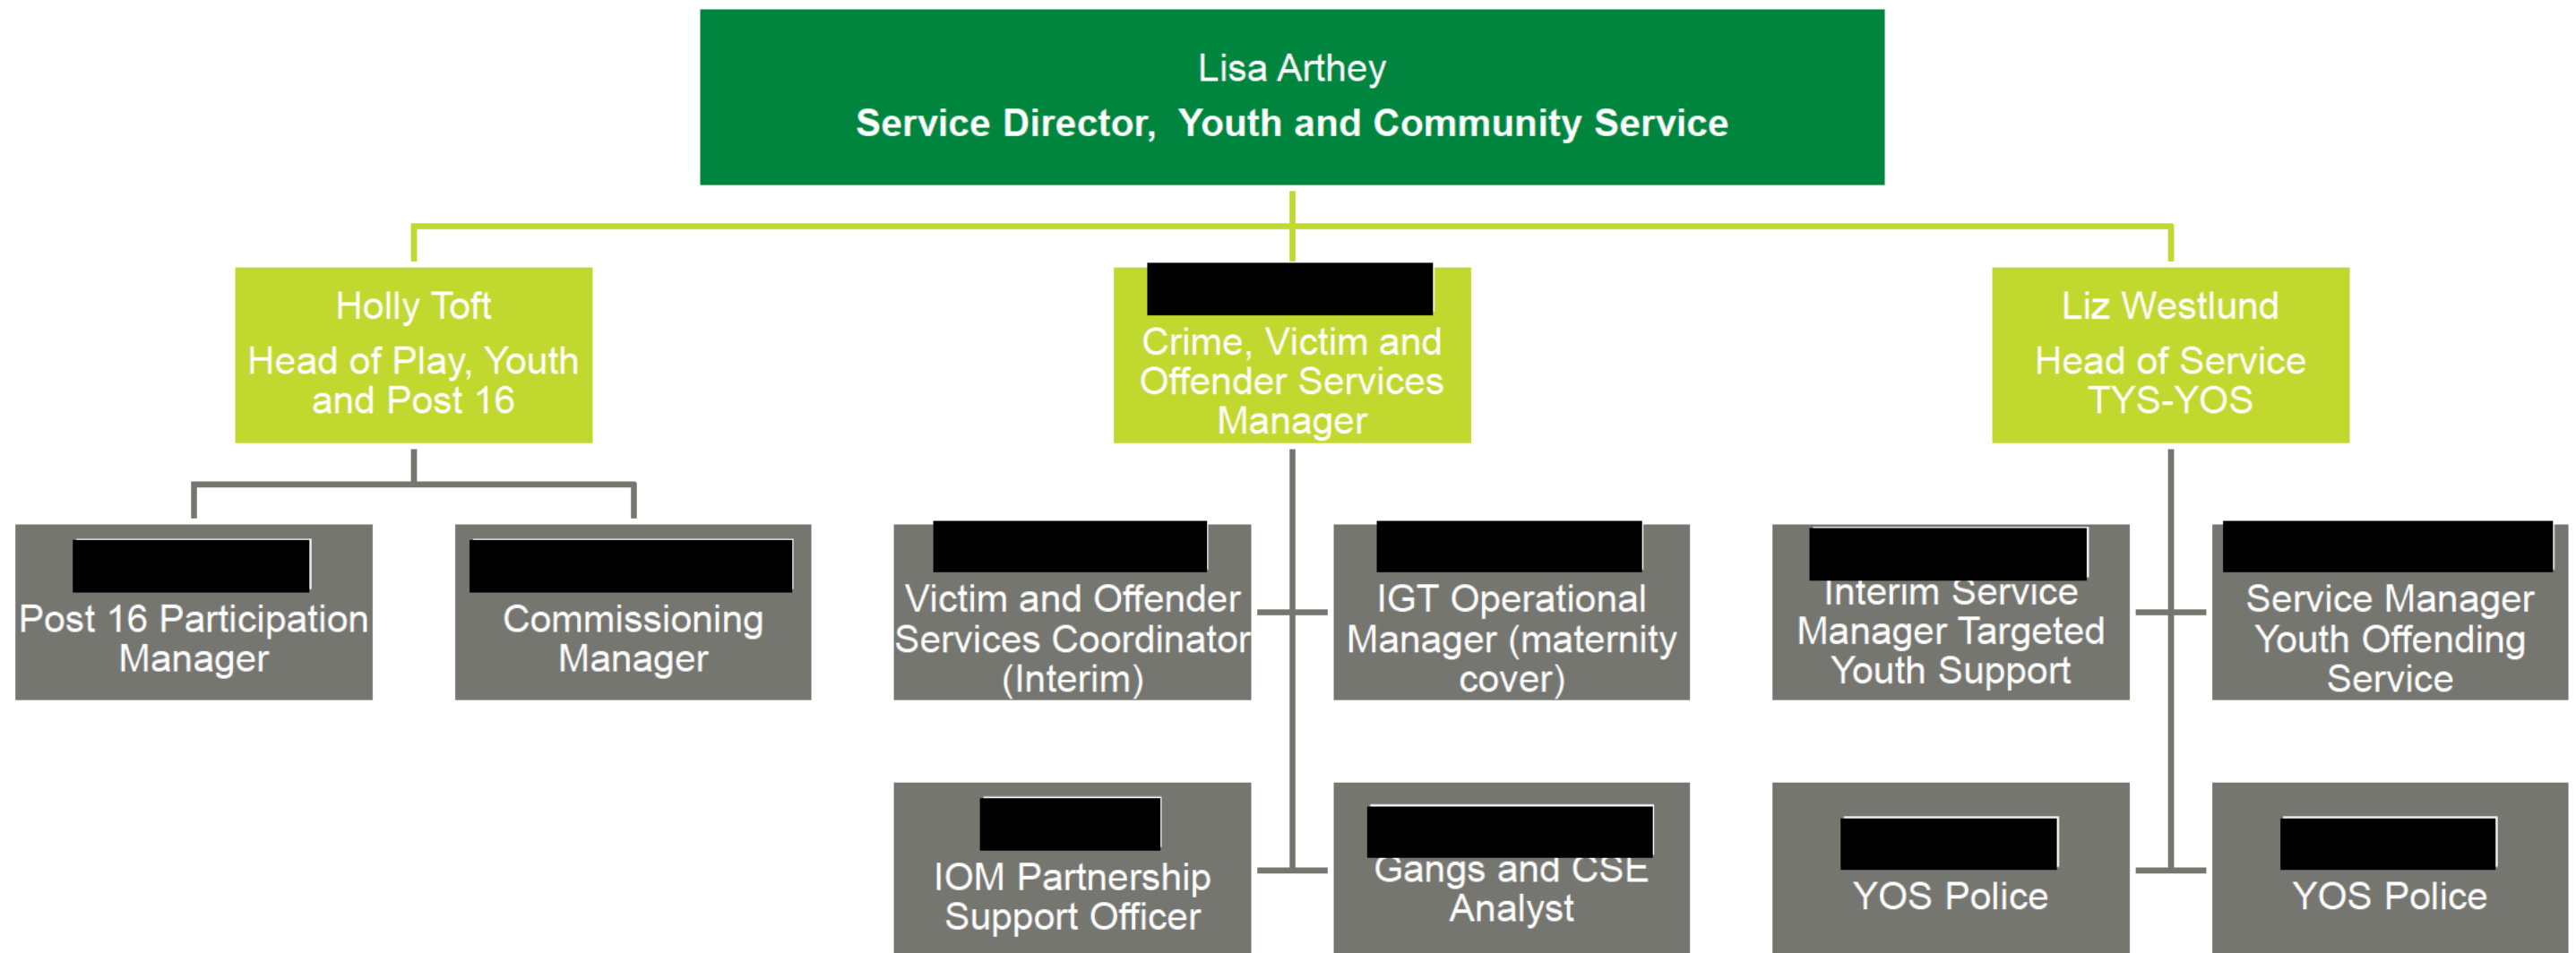 Lisa Arthey
Service Director, Youth and Community Service
Holly Toft
Head of Play, Youth
and Post 16
Crime, Victim and
Offender Services
Manager
Liz Westlund
Head of Service
TYS-YOS
Post 16 Participation
Manager
Commissioning
Manager
Victim and Offender
Services Coordinator
(Interim)
IGT Operational
Manager (maternity
cover)
Interim Service
Manager Targeted
Youth Support
Service Manager
Youth Offending
Service
IOM Partnership
Support Officer
Gangs and CSE
Analyst
YOS Police
YOS Police